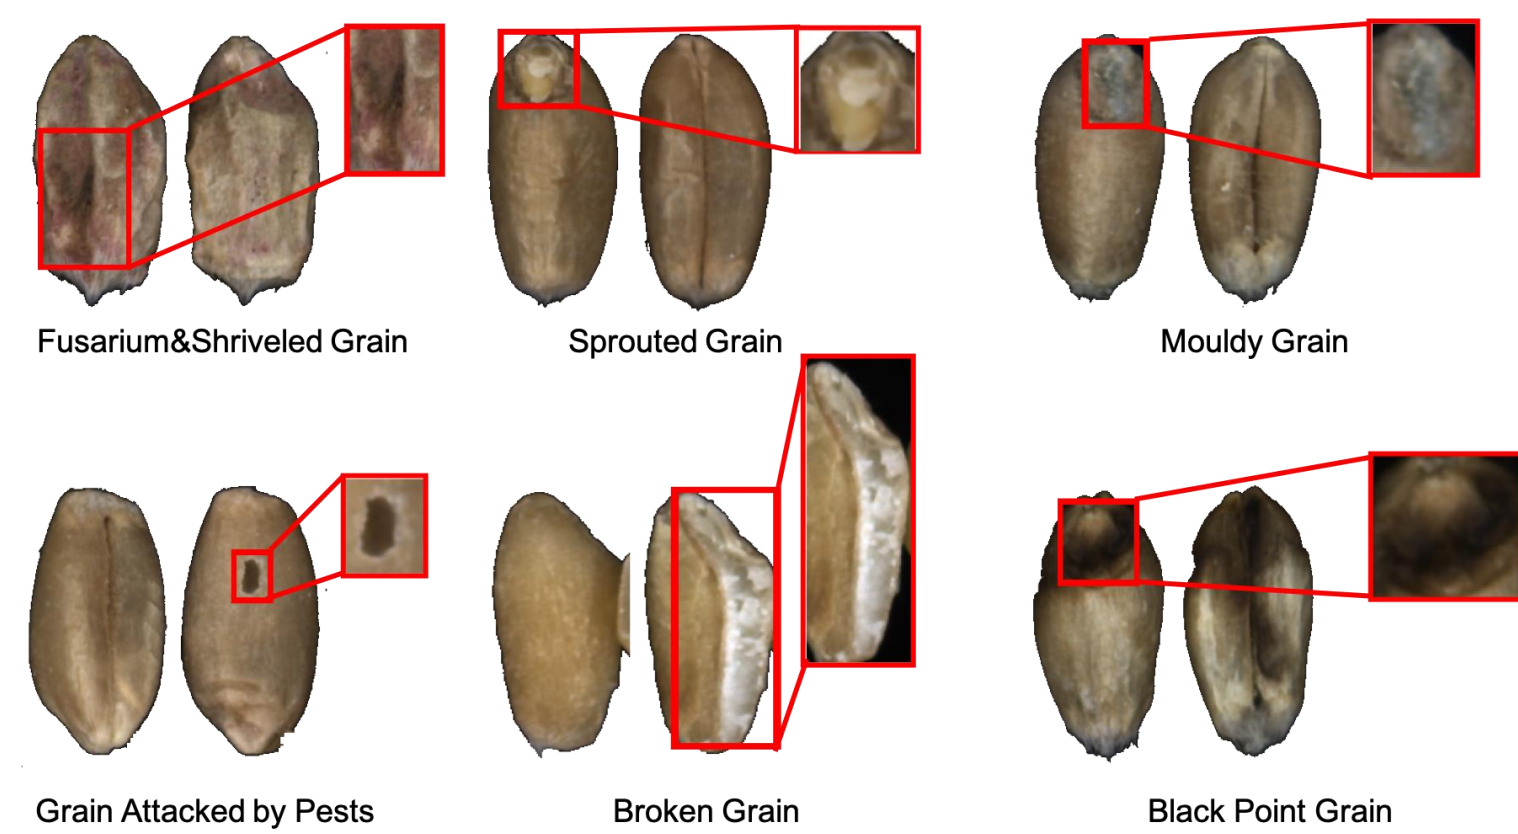 Fusarium&Shriveled Grain
Sprouted Grain
Mouldy Grain
Grain Attacked by Pests
Broken Grain
Black Point Grain